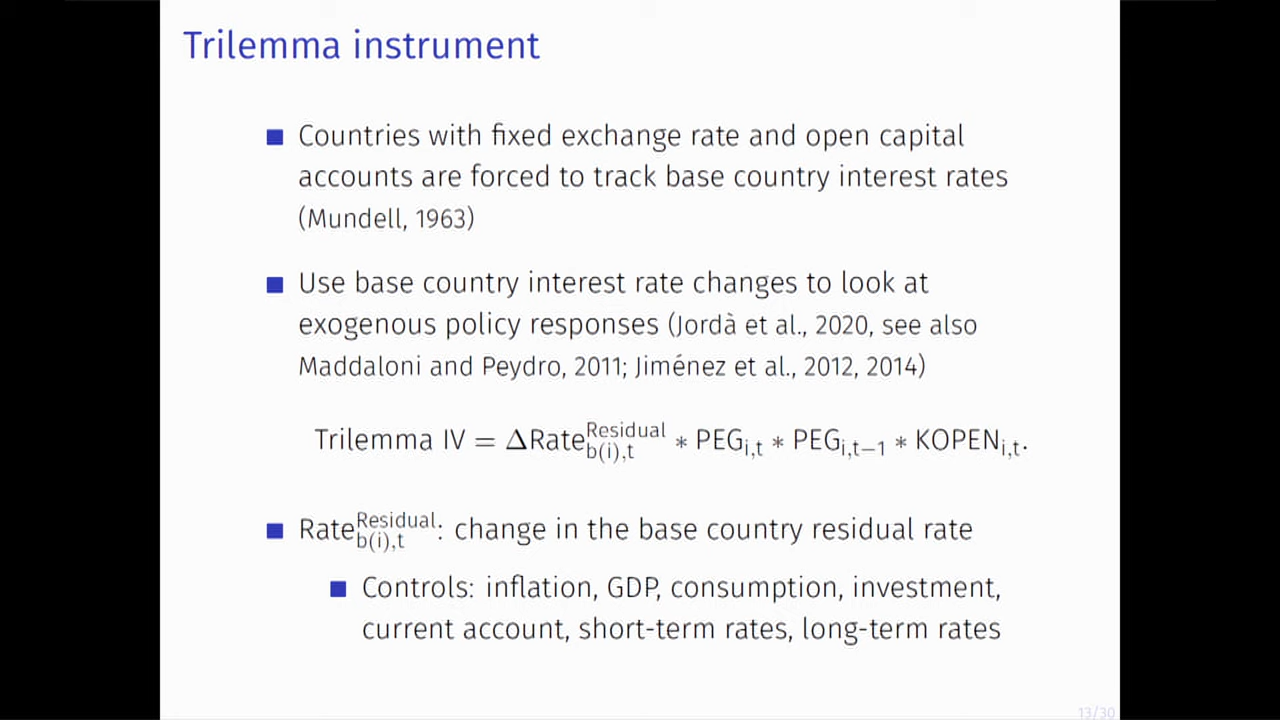 Trilemma instrument
Countries with fixed exchange rate and open capital
accounts are forced to track base country interest rates
(Mundell, 1963)
Use base country interest rate changes to look at
exogenous policy responses (Jordà et al., 2020, see also
Maddaloni and Peydro, 2011; Jiménez et al., 2012, 2014)
Trilemma IV = ΔRate^Residual_b(i),t * PEG_i,t * PEG_i,t−1 * KOPEN_i,t.
Rate^Residual_b(i),t: change in the base country residual rate
Controls: inflation, GDP, consumption, investment,
current account, short-term rates, long-term rates
13/30